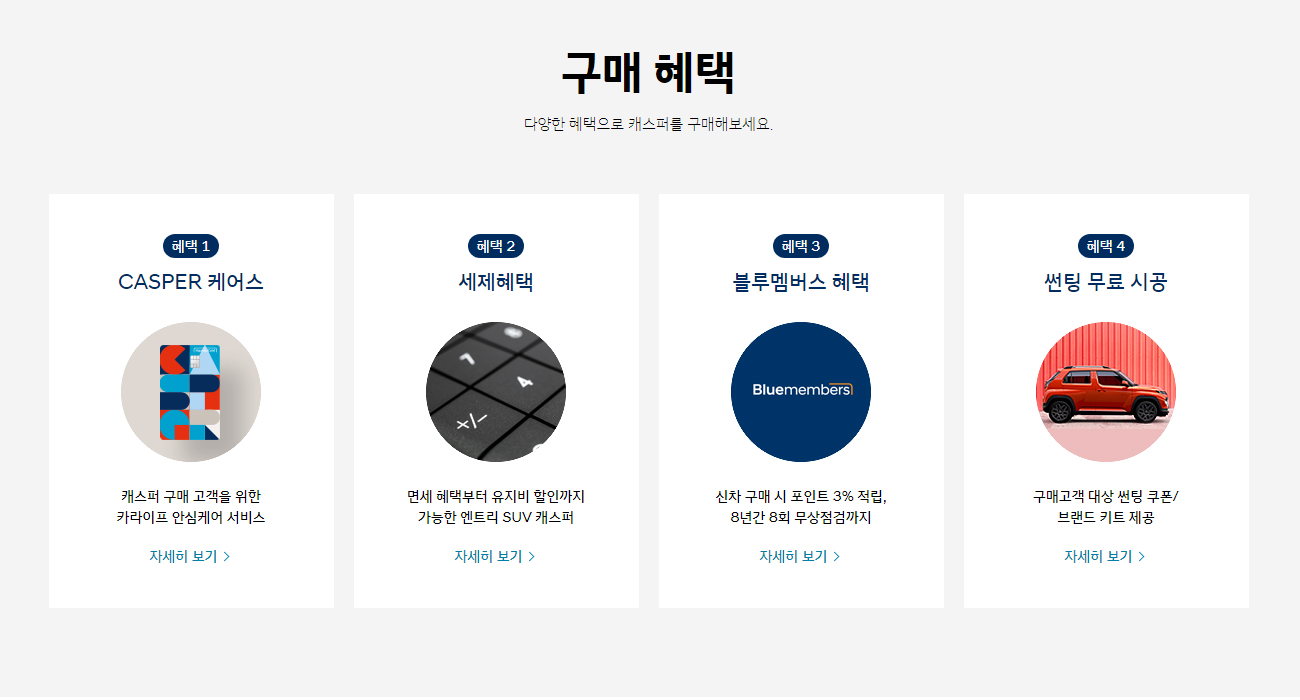 구매 혜택
다양한 혜택으로 캐스퍼를 구매해보세요.
혜택 1
CASPER 케어스
캐스퍼 구매 고객을 위한
카라이프 안심케어 서비스
자세히 보기 >
혜택 2
세제혜택
7
4
×/−
면세 혜택부터 유지비 할인까지
가능한 엔트리 SUV 캐스퍼
자세히 보기 >
혜택 3
블루멤버스 혜택
Bluemembers
신차 구매 시 포인트 3% 적립,
8년간 8회 무상점검까지
자세히 보기 >
혜택 4
썬팅 무료 시공
구매고객 대상 썬팅 쿠폰/
브랜드 키트 제공
자세히 보기 >